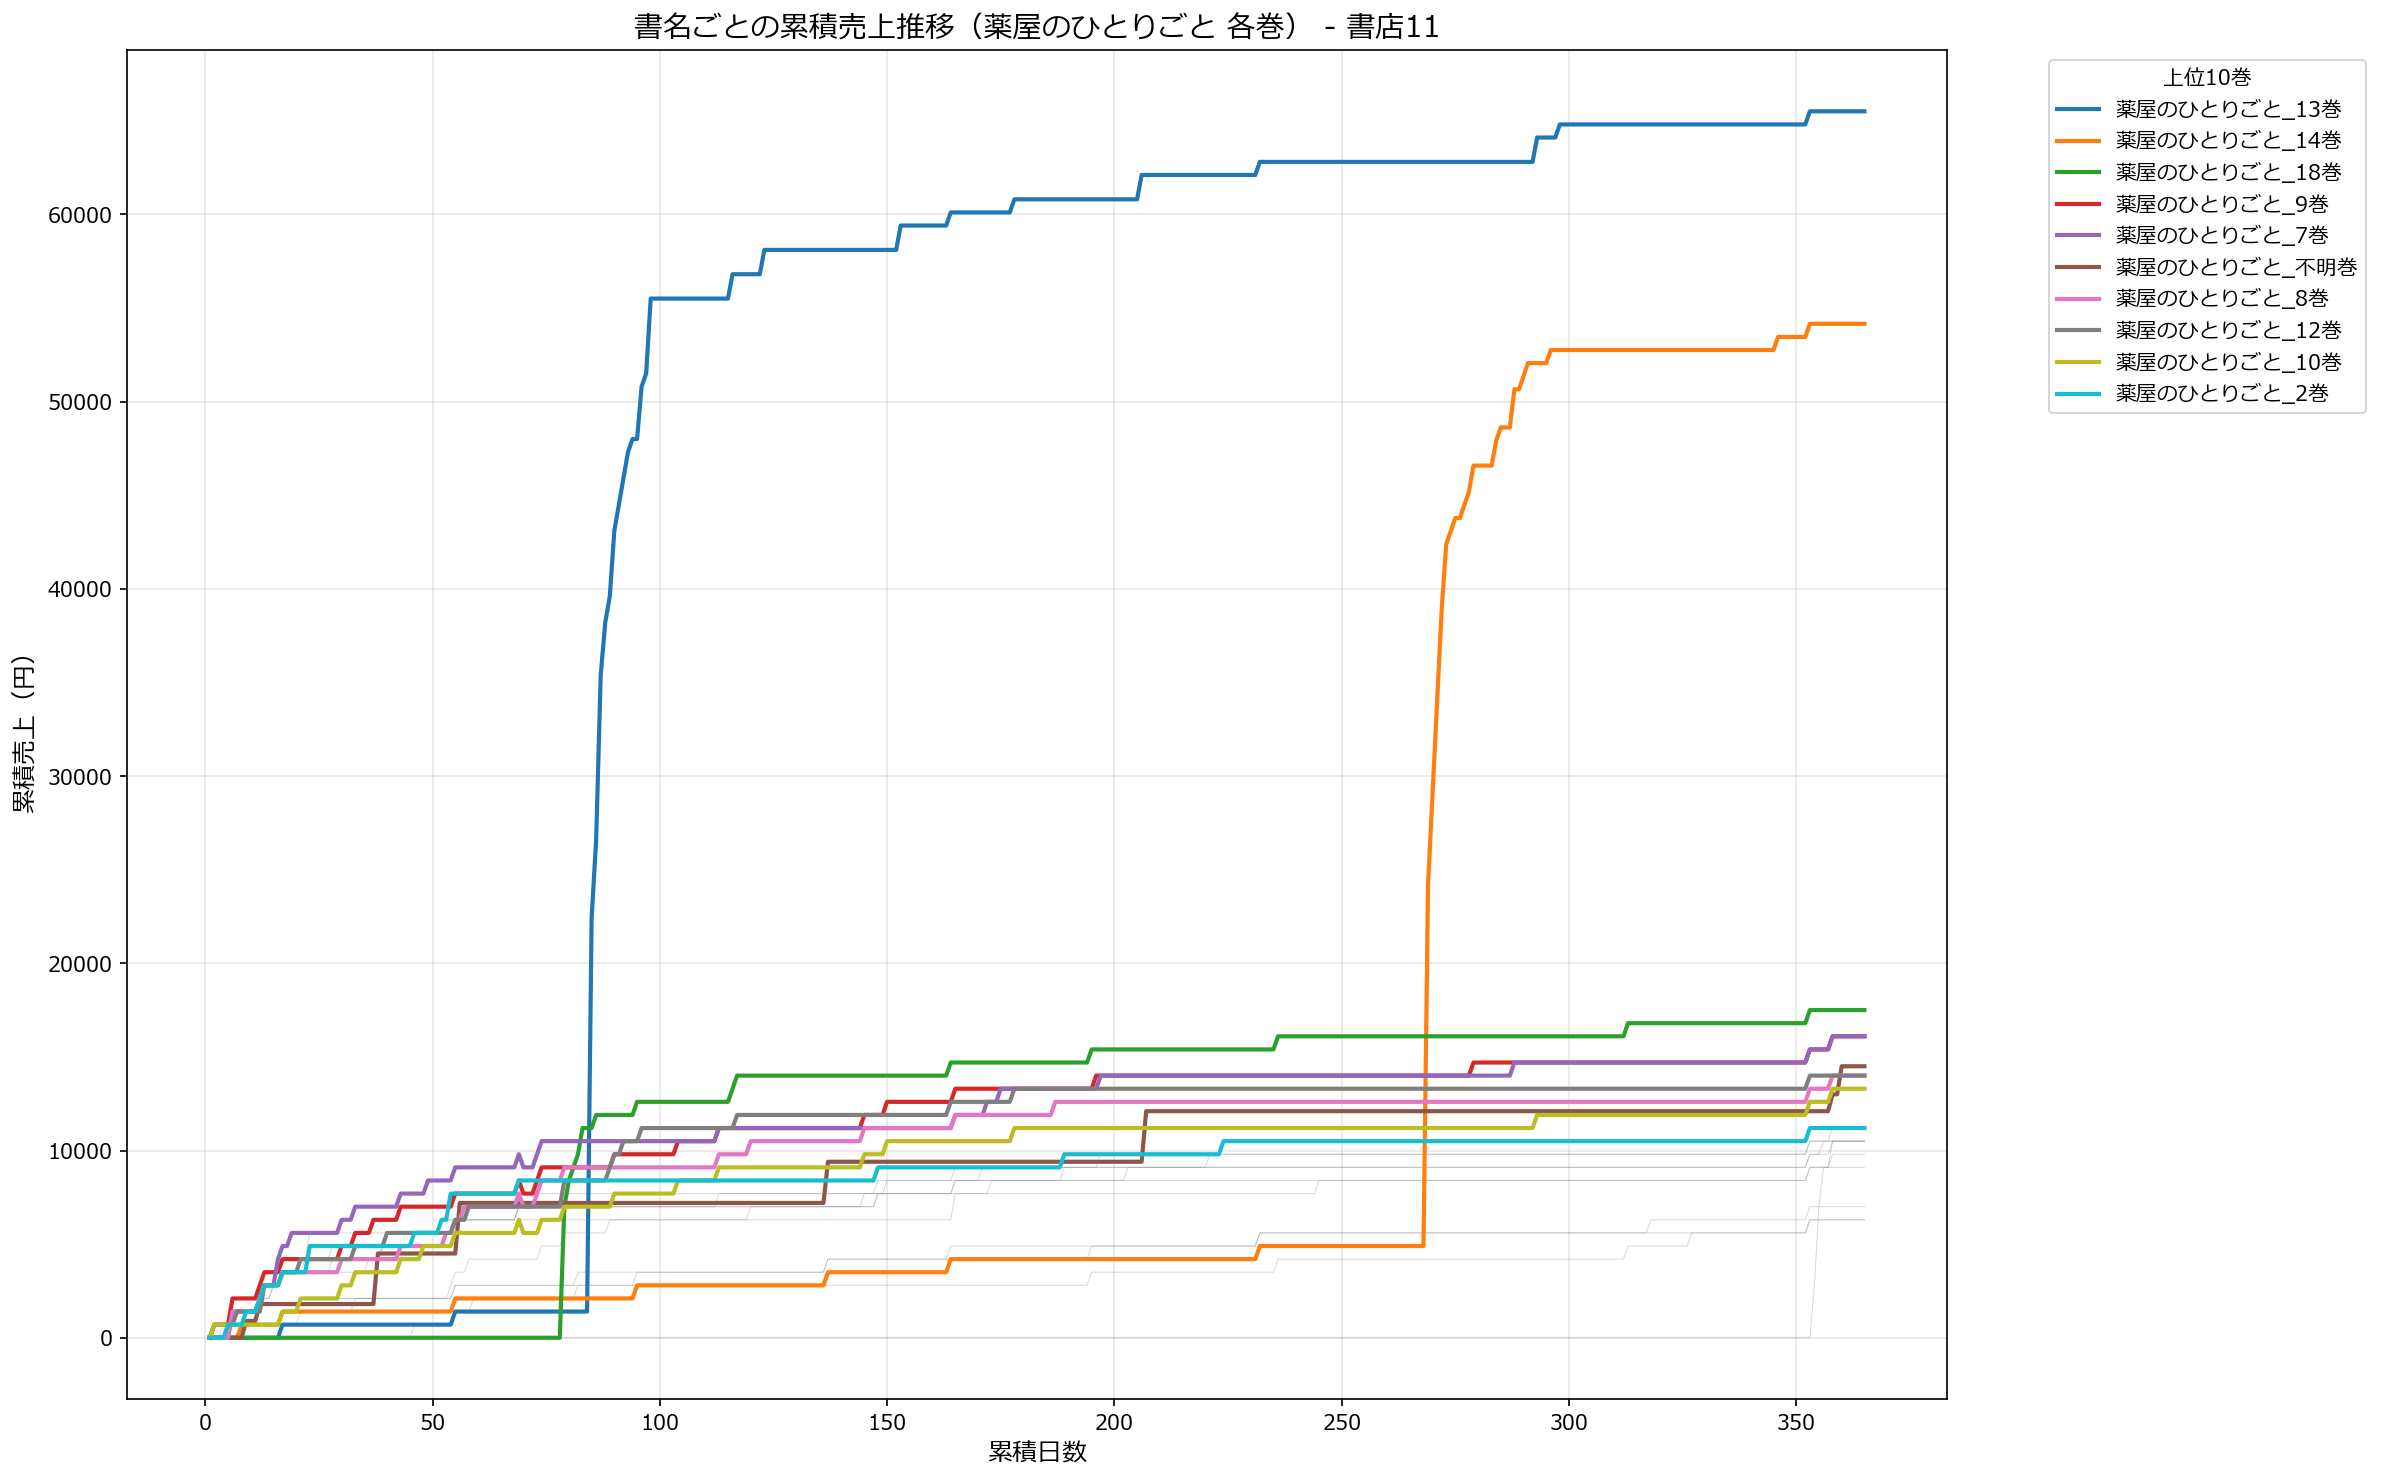 書名ごとの累積売上推移（薬屋のひとりごと 各巻） - 書店11
上位10巻
薬屋のひとりごと_13巻
薬屋のひとりごと_14巻
薬屋のひとりごと_18巻
薬屋のひとりごと_9巻
薬屋のひとりごと_7巻
薬屋のひとりごと_不明巻
薬屋のひとりごと_8巻
薬屋のひとりごと_12巻
薬屋のひとりごと_10巻
薬屋のひとりごと_2巻
累積売上（円）
60000
50000
40000
30000
20000
10000
0
0 50 100 150 200 250 300 350
累積日数